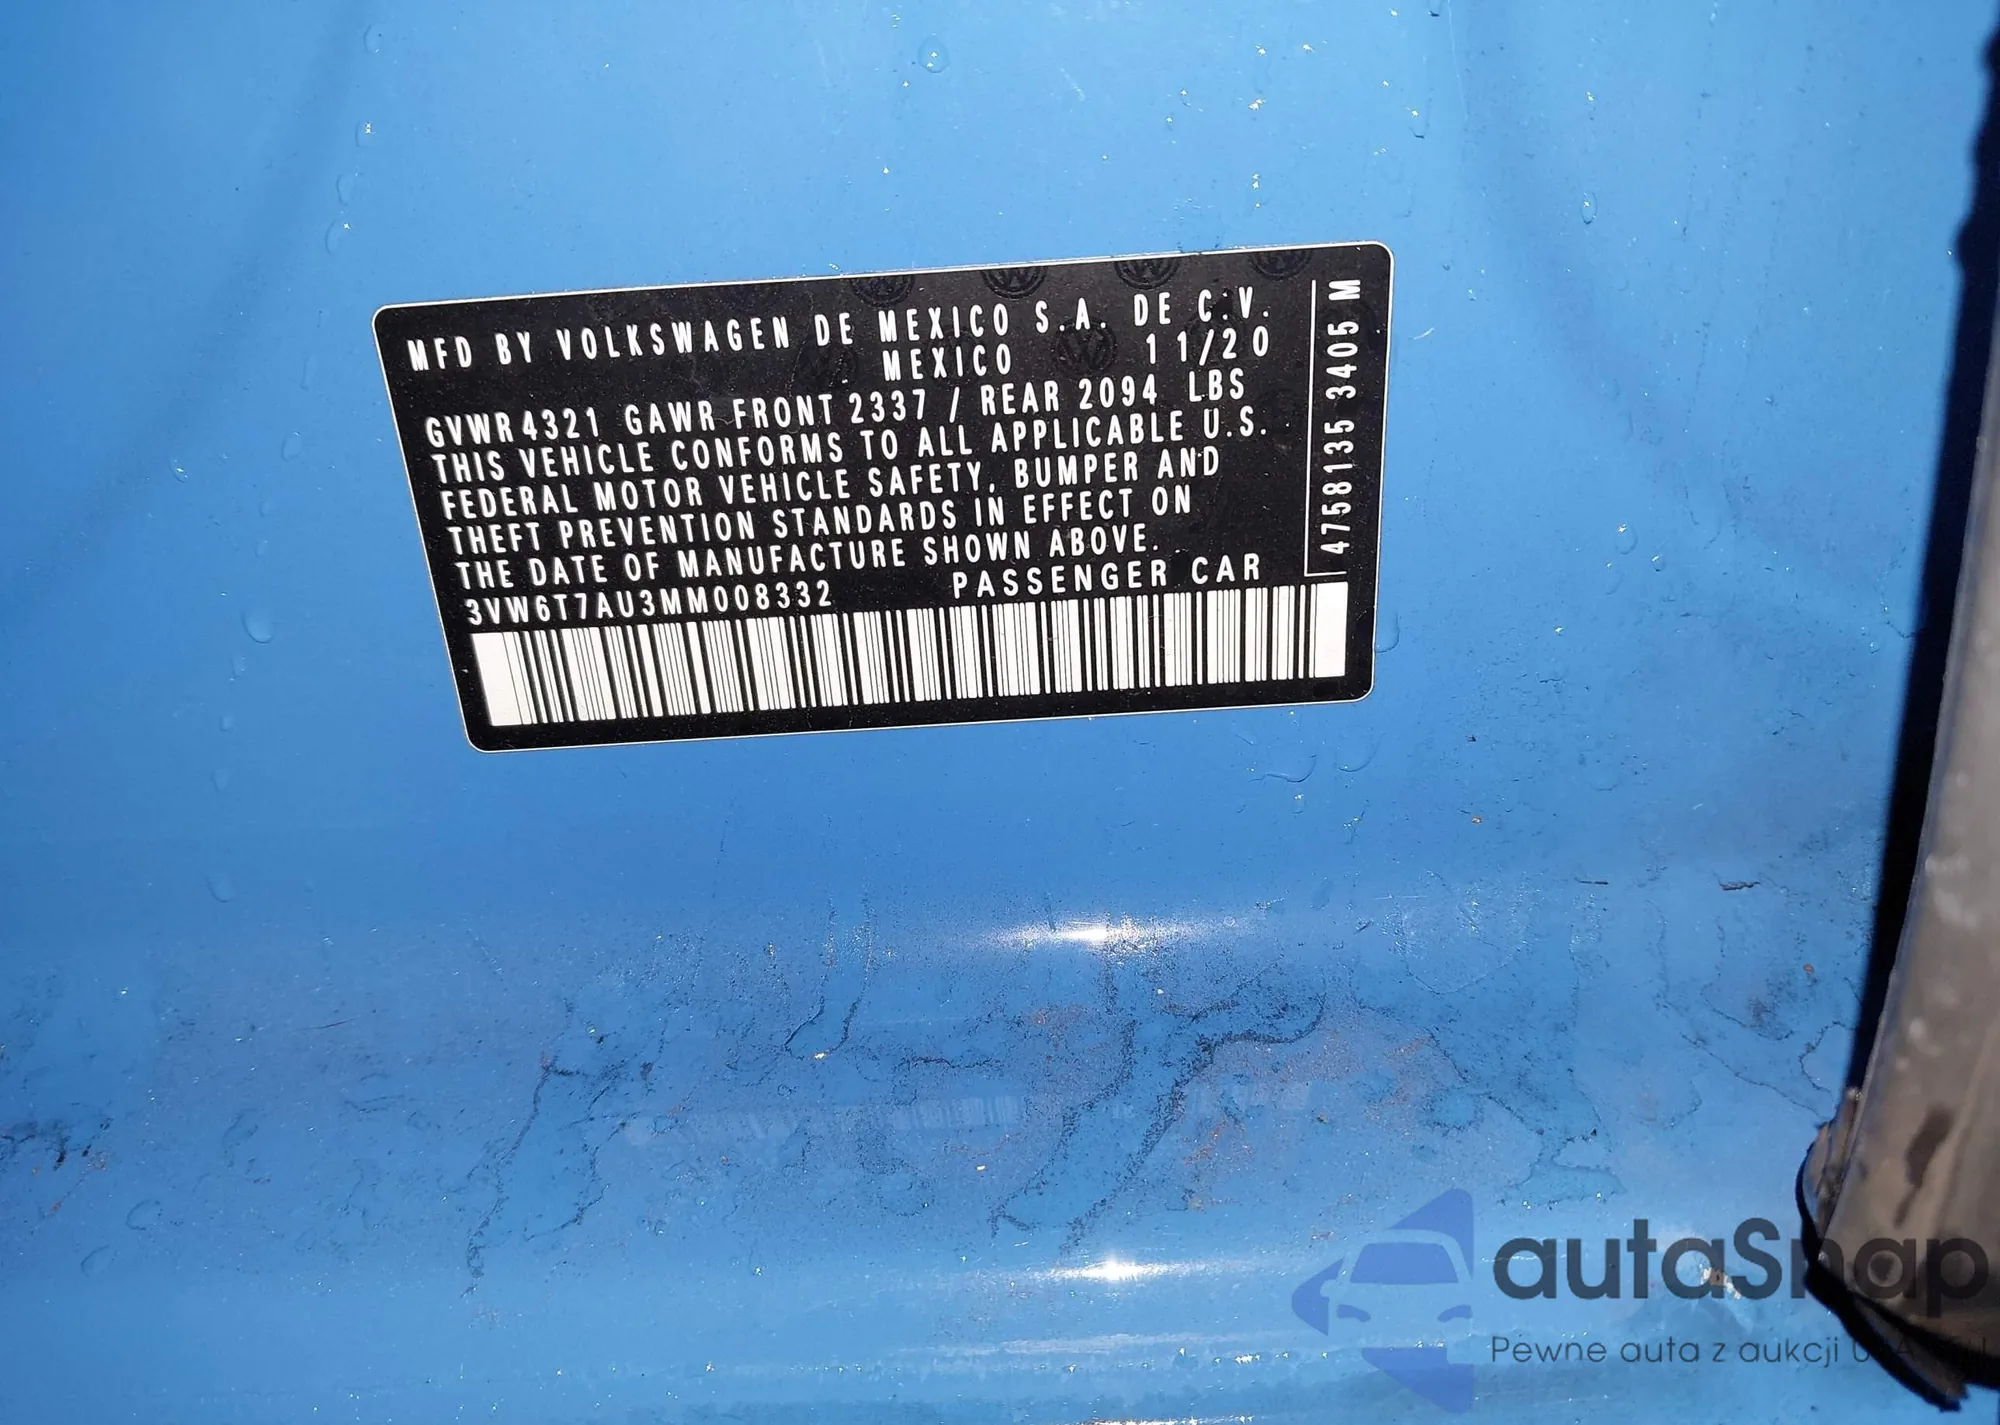 MFD BY VOLKSWAGEN DE MEXICO S.A. DE C.V.
MEXICO 11/20
GVWR 4321 GAWR FRONT 2337 / REAR 2094 LBS
THIS VEHICLE CONFORMS TO ALL APPLICABLE U.S.
FEDERAL MOTOR VEHICLE SAFETY, BUMPER AND
THEFT PREVENTION STANDARDS IN EFFECT ON
THE DATE OF MANUFACTURE SHOWN ABOVE.
3VW6T7AU3MM008332 PASSENGER CAR
4758135 3405 M
autaSnap
Pewne auta z aukcji